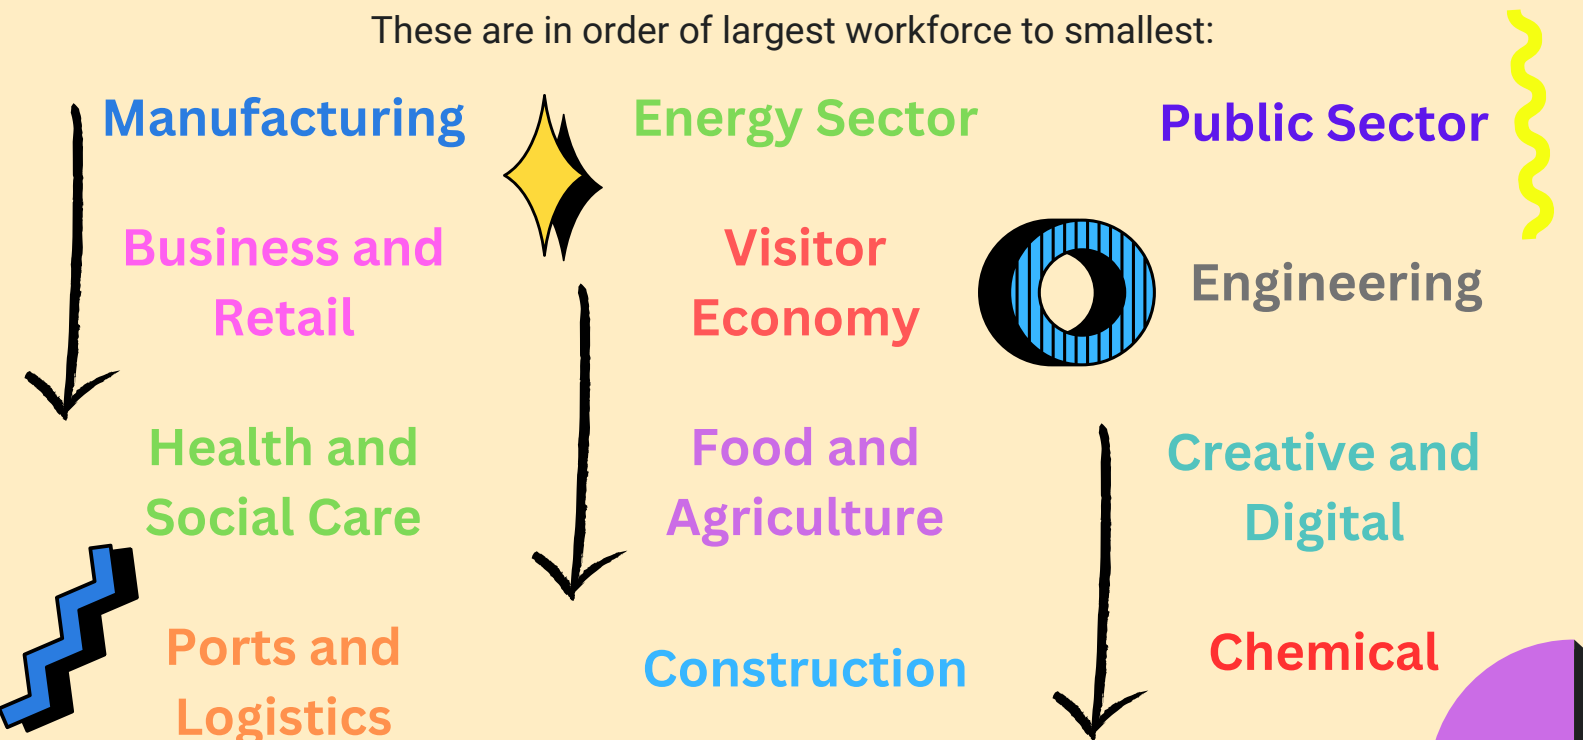 These are in order of largest workforce to smallest:
Manufacturing
Business and
Retail
Health and
Social Care
Ports and
Logistics
Energy Sector
Visitor
Economy
Food and
Agriculture
Construction
Public Sector
Engineering
Creative and
Digital
Chemical